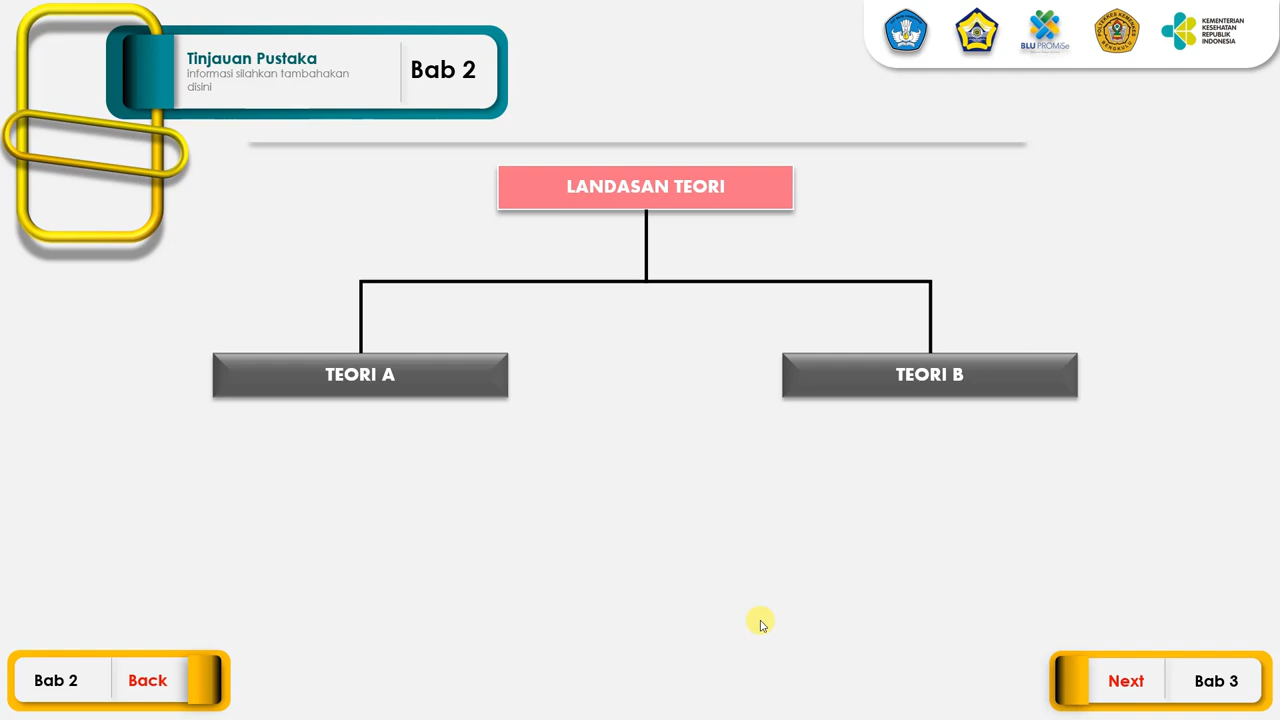 Tinjauan Pustaka
Informasi silahkan tambahakan
disini
Bab 2
BLU PROMiSe
KEMENTERIAN
KESEHATAN
REPUBLIK
INDONESIA
LANDASAN TEORI
TEORI A
TEORI B
Bab 2
Back
Next
Bab 3